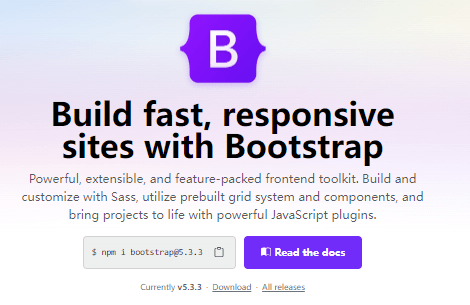 B
Build fast, responsive
sites with Bootstrap
Powerful, extensible, and feature-packed frontend toolkit. Build and
customize with Sass, utilize prebuilt grid system and components, and
bring projects to life with powerful JavaScript plugins.
$ npm i bootstrap@5.3.3
Read the docs
Currently v5.3.3 · Download · All releases